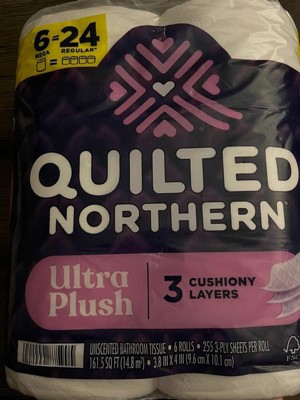 6=24
MEGA REGULAR*
=
QUILTED
NORTHERN
Ultra
Plush
3 CUSHIONY
LAYERS
UNSCENTED BATHROOM TISSUE • 6 ROLLS • 255 3-PLY SHEETS PER ROLL
161.5 SQ FT (14.8 m²) • 3.8 IN X 4 IN (9.6 cm X 10.1 cm)
FSC